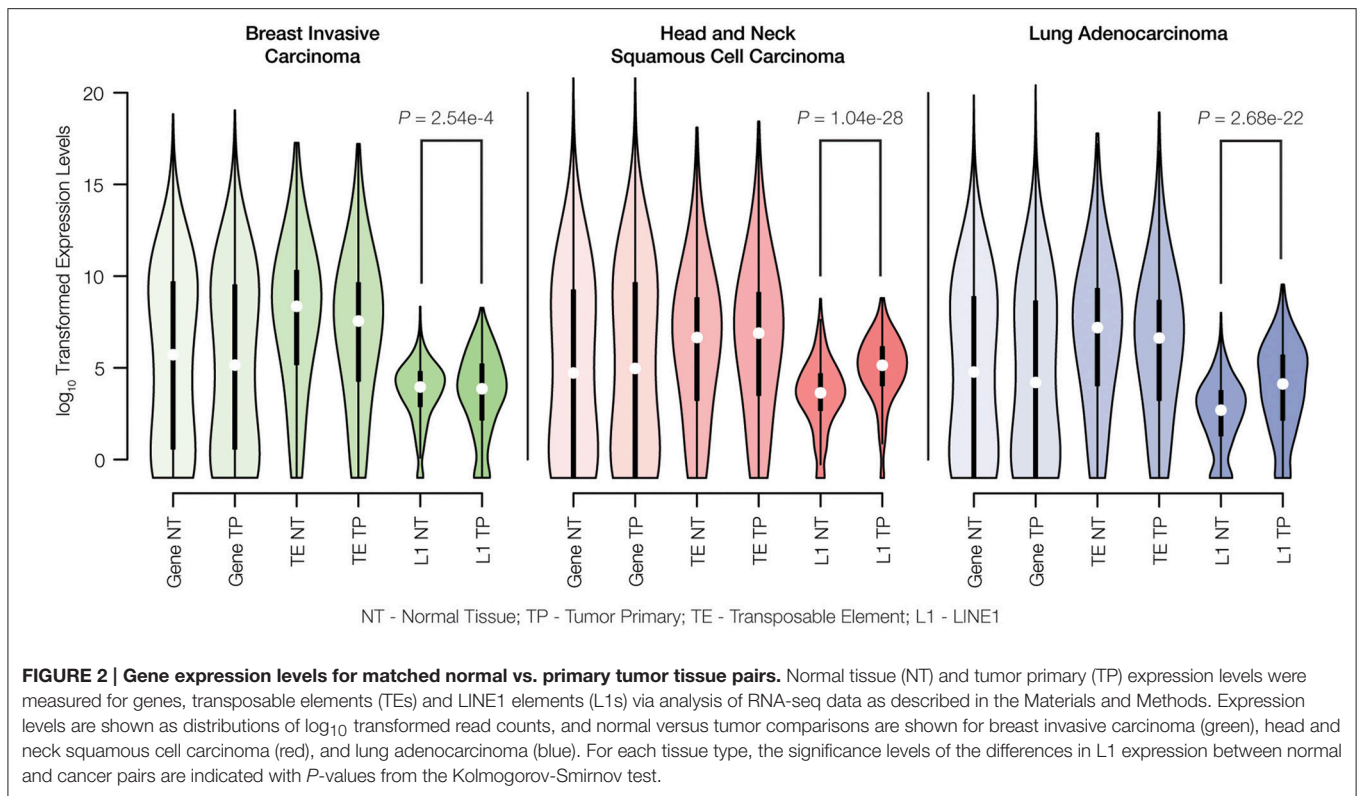 Breast Invasive
Carcinoma
Head and Neck
Squamous Cell Carcinoma
Lung Adenocarcinoma
log10 Transformed Expression Levels
20
15
10
5
0
P = 2.54e-4
P = 1.04e-28
P = 2.68e-22
Gene NT
Gene TP
TE NT
TE TP
L1 NT
L1 TP
Gene NT
Gene TP
TE NT
TE TP
L1 NT
L1 TP
Gene NT
Gene TP
TE NT
TE TP
L1 NT
L1 TP
NT - Normal Tissue; TP - Tumor Primary; TE - Transposable Element; L1 - LINE1
FIGURE 2 | Gene expression levels for matched normal vs. primary tumor tissue pairs. Normal tissue (NT) and tumor primary (TP) expression levels were
measured for genes, transposable elements (TEs) and LINE1 elements (L1s) via analysis of RNA-seq data as described in the Materials and Methods. Expression
levels are shown as distributions of log10 transformed read counts, and normal versus tumor comparisons are shown for breast invasive carcinoma (green), head and
neck squamous cell carcinoma (red), and lung adenocarcinoma (blue). For each tissue type, the significance levels of the differences in L1 expression between normal
and cancer pairs are indicated with P-values from the Kolmogorov-Smirnov test.